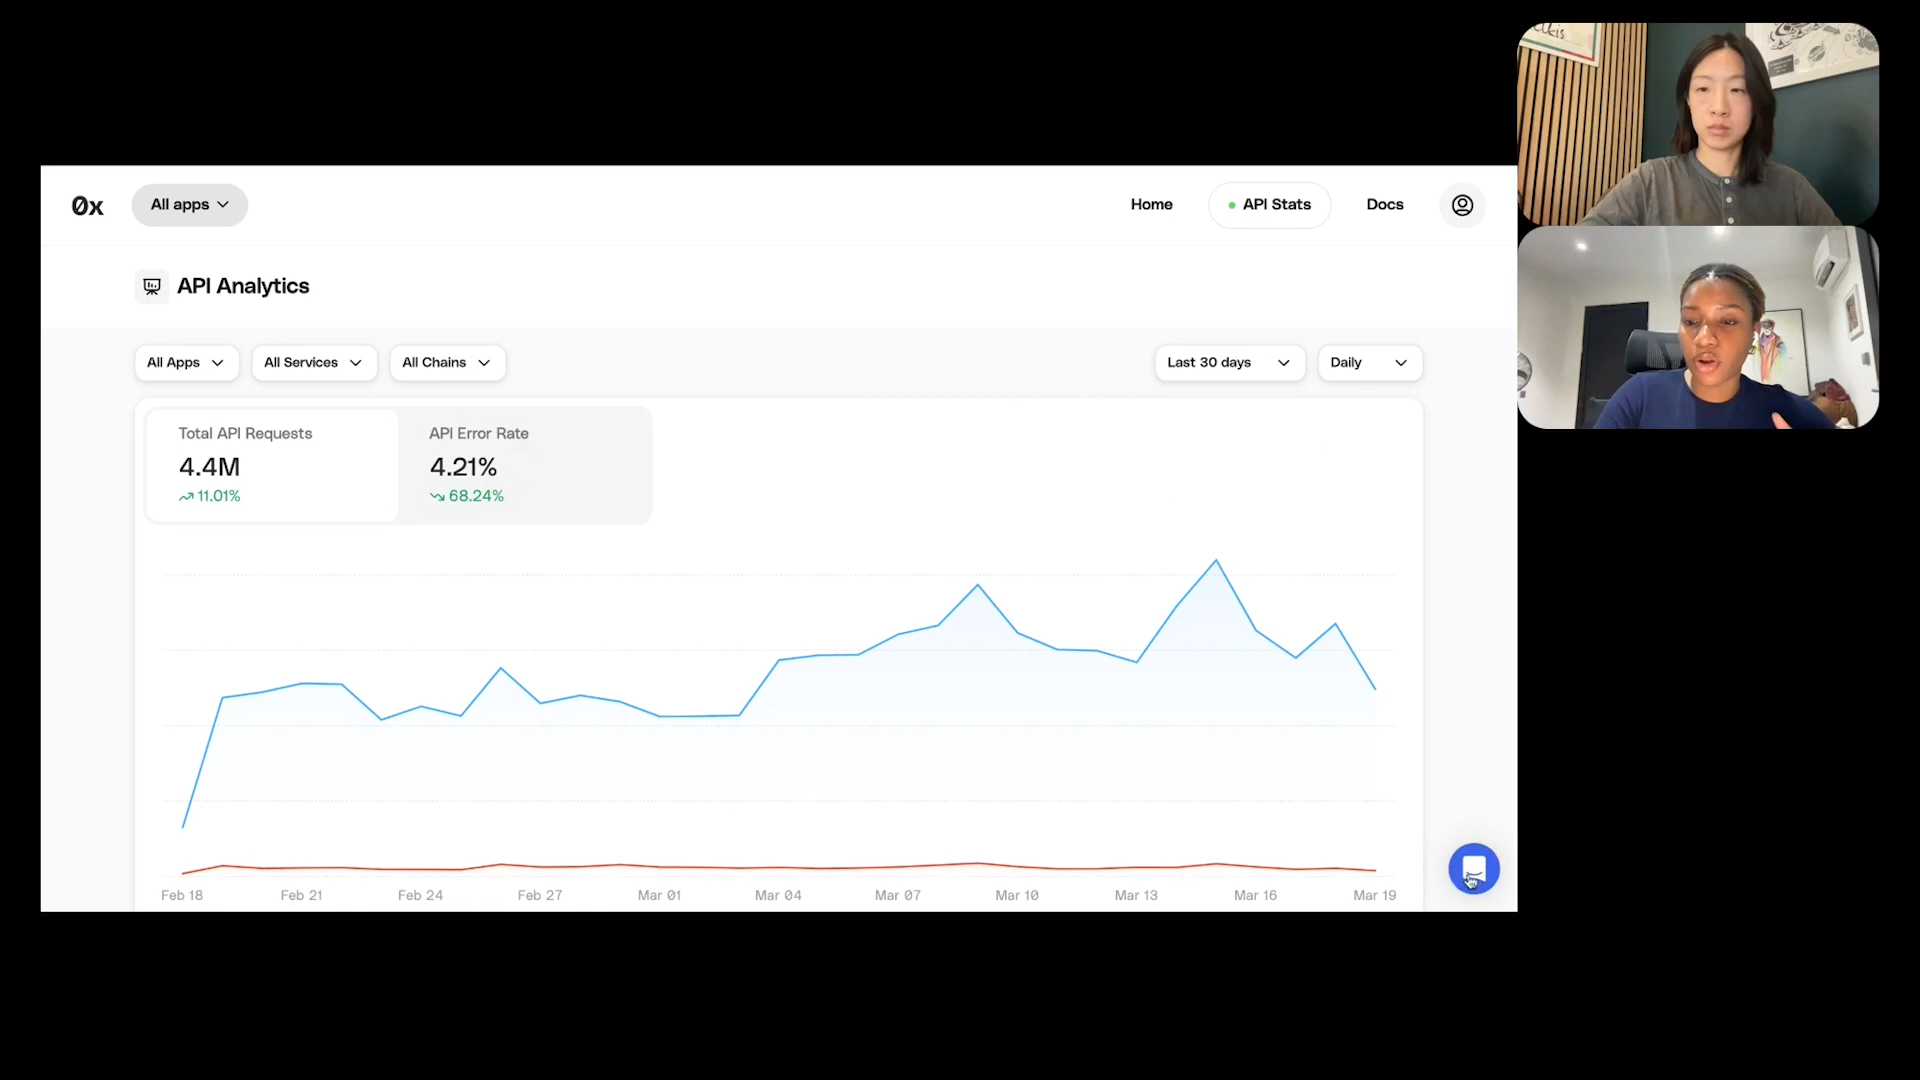 0x
All apps
Home
API Stats
Docs
API Analytics
All Apps
All Services
All Chains
Last 30 days
Daily
Total API Requests
4.4M
11.01%
API Error Rate
4.21%
68.24%
Feb 18
Feb 21
Feb 24
Feb 27
Mar 01
Mar 04
Mar 07
Mar 10
Mar 13
Mar 16
Mar 19